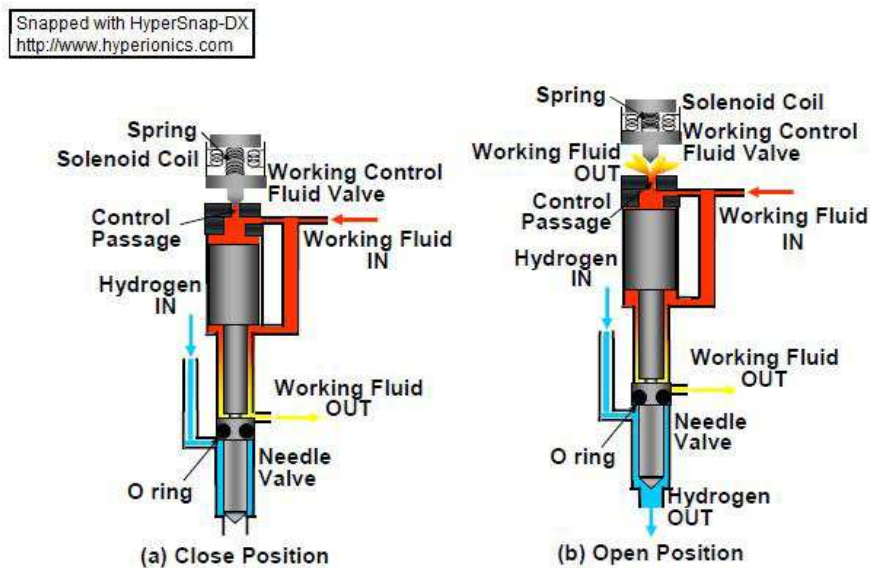 Snapped with HyperSnap-DX
http://www.hyperionics.com
Spring
Solenoid Coil
Working Control
Fluid Valve
Control
Passage
Working Fluid
IN
Hydrogen
IN
Working Fluid
OUT
O ring
Needle
Valve
(a) Close Position
Spring
Solenoid Coil
Working Control
Fluid Valve
Working Fluid
OUT
Control
Passage
Working Fluid
IN
Hydrogen
IN
Working Fluid
OUT
O ring
Needle
Valve
Hydrogen
OUT
(b) Open Position